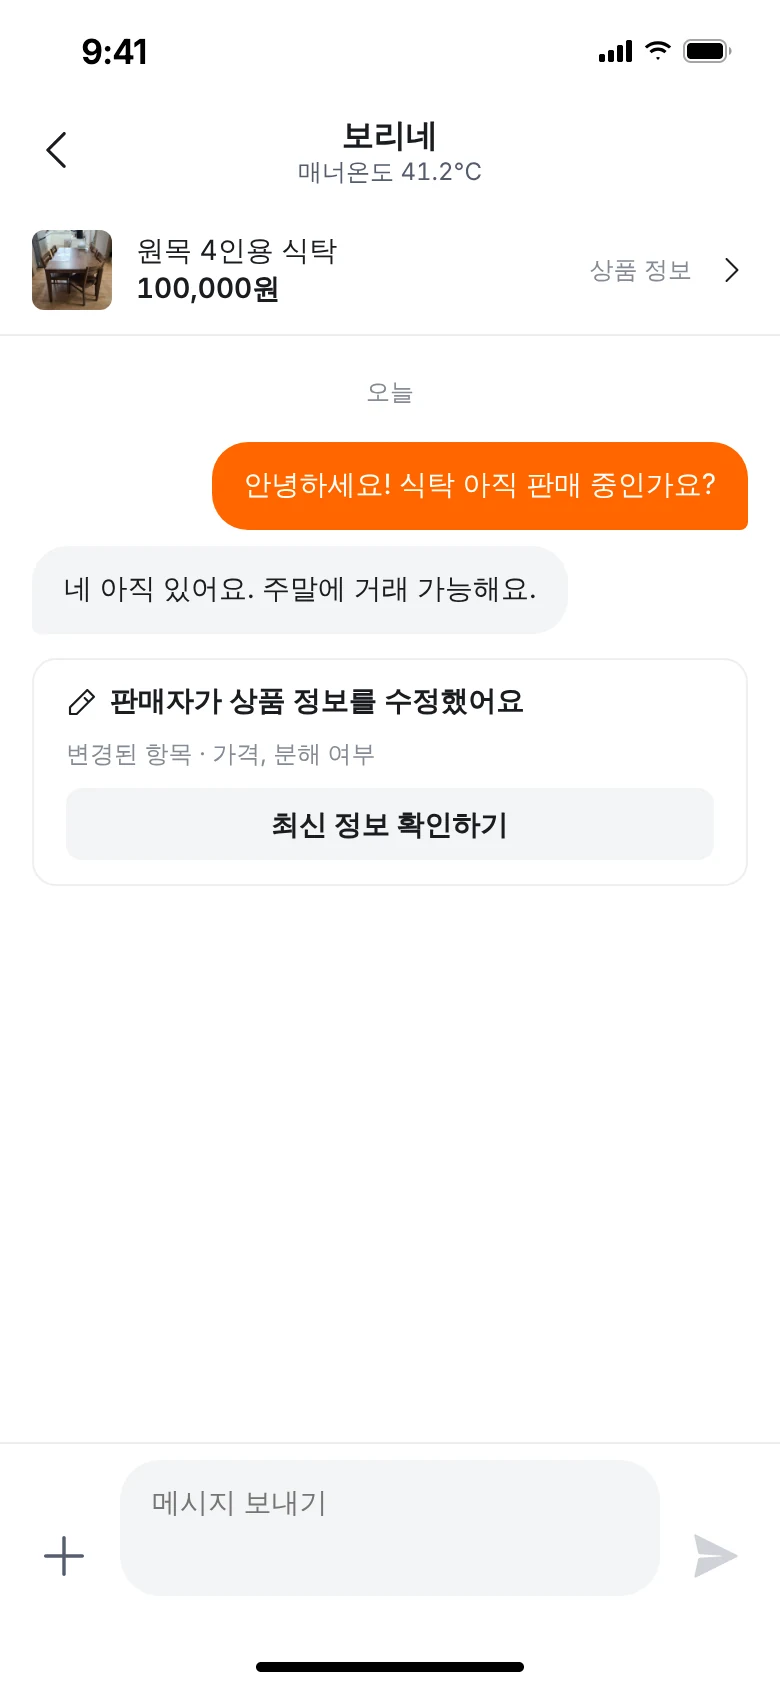 9:41
보리네
매너온도 41.2°C
원목 4인용 식탁
100,000원
상품 정보
오늘
안녕하세요! 식탁 아직 판매 중인가요?
네 아직 있어요. 주말에 거래 가능해요.
판매자가 상품 정보를 수정했어요
변경된 항목 · 가격, 분해 여부
최신 정보 확인하기
메시지 보내기